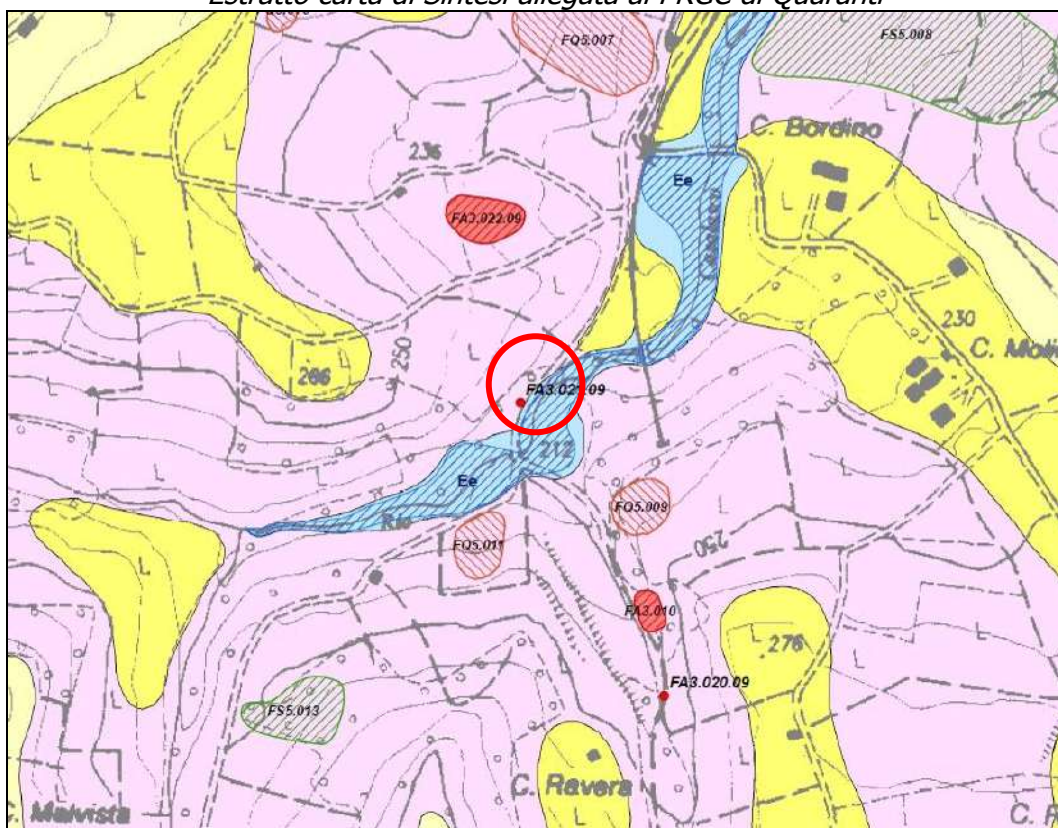 Estratto carta di Sintesi allegata al PRGC di Quaranti
FQ5.007
FS5.008
C. Bordino
L
L
L
236
Ee
FA3.022.09
L
230
C. Moli
250
266
L
FA3.021.09
212
Ee
Rio
FQ5.009
FQ5.011
250
L
FA3.010
L
276
L
L
FA3.020.09
FS5.013
L
L
C. Ravera
C. Malvista
C. R